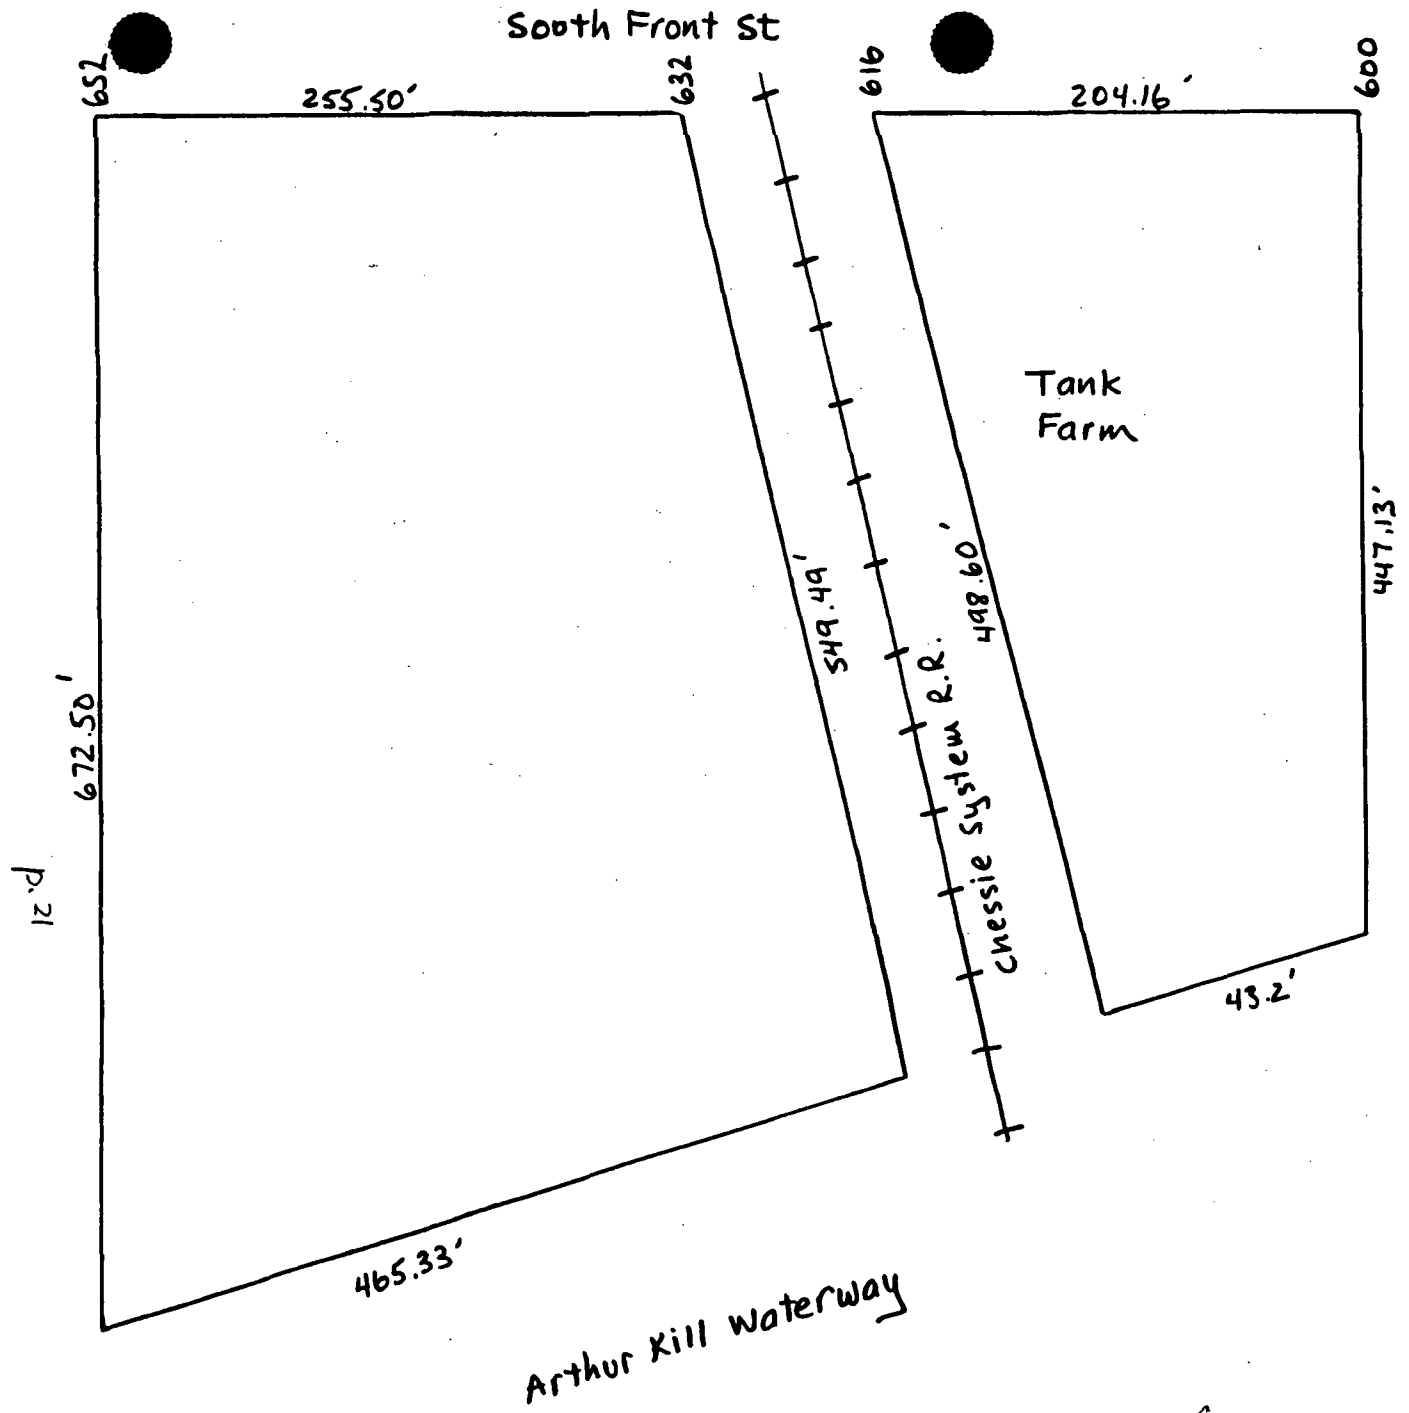 South Front St
652
255.50'
632
616
204.16'
600
Tank
Farm
447.13'
549.49'
498.60'
Chessie System R.R.
672.50'
p.21
43.2'
465.33'
Arthur Kill Waterway